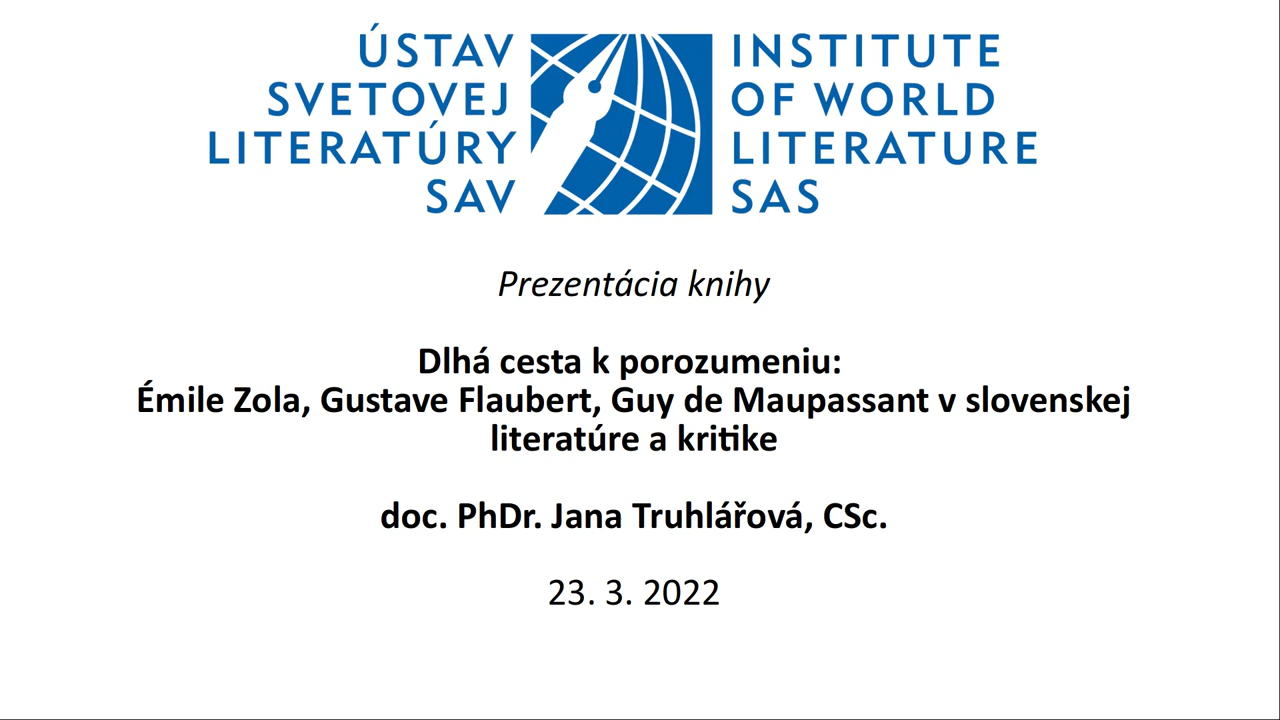 ÚSTAV
SVETOVEJ
LITERATÚRY
SAV
INSTITUTE
OF WORLD
LITERATURE
SAS
Prezentácia knihy
Dlhá cesta k porozumeniu:
Émile Zola, Gustave Flaubert, Guy de Maupassant v slovenskej
literatúre a kritike
doc. PhDr. Jana Truhlářová, CSc.
23. 3. 2022